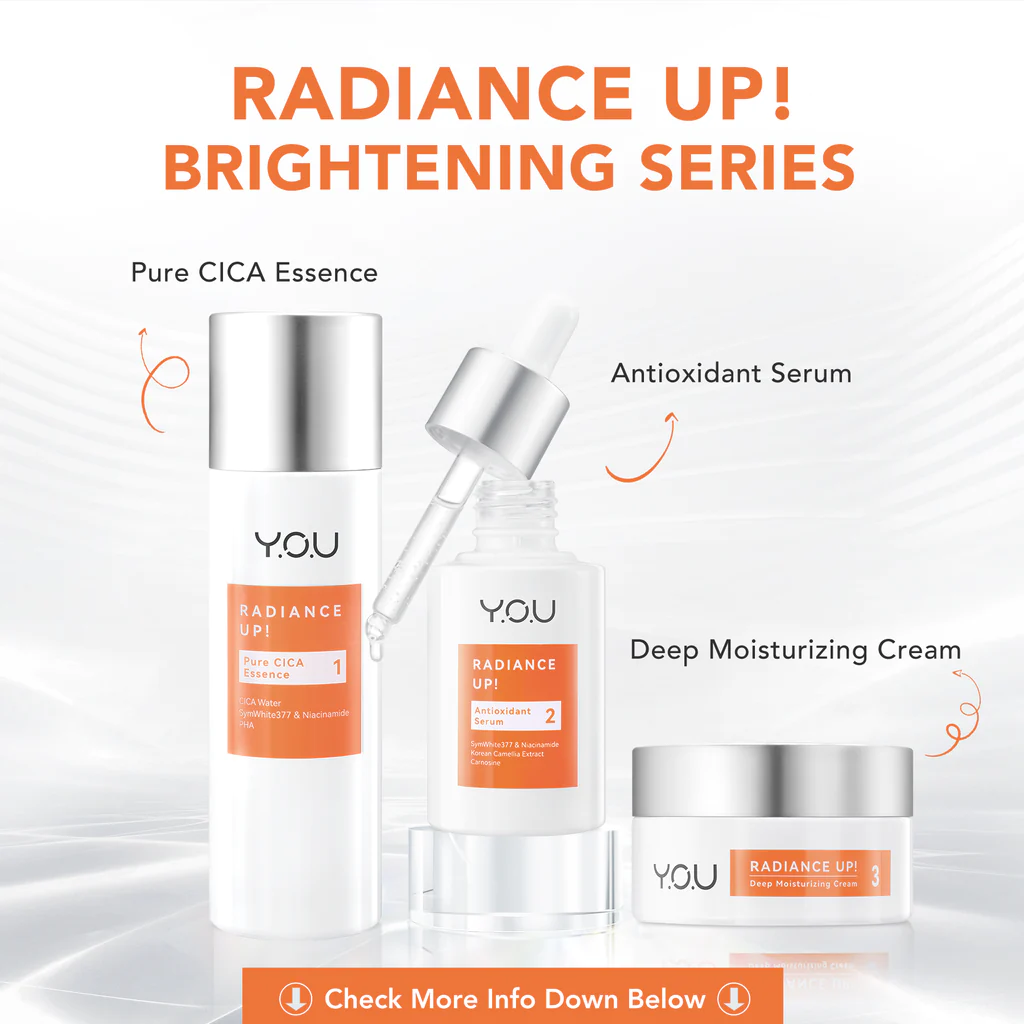 RADIANCE UP!
BRIGHTENING SERIES
Pure CICA Essence
Antioxidant Serum
Deep Moisturizing Cream
Y.O.U
RADIANCE
UP!
Pure CICA
Essence
1
CICA Water
SymWhite377 & Niacinamide
PHA
Y.O.U
RADIANCE
UP!
Antioxidant
Serum
2
SymWhite377 & Niacinamide
Korean Camellia Extract
Carnosine
Y.O.U
RADIANCE UP!
Deep Moisturizing Cream
3
Check More Info Down Below